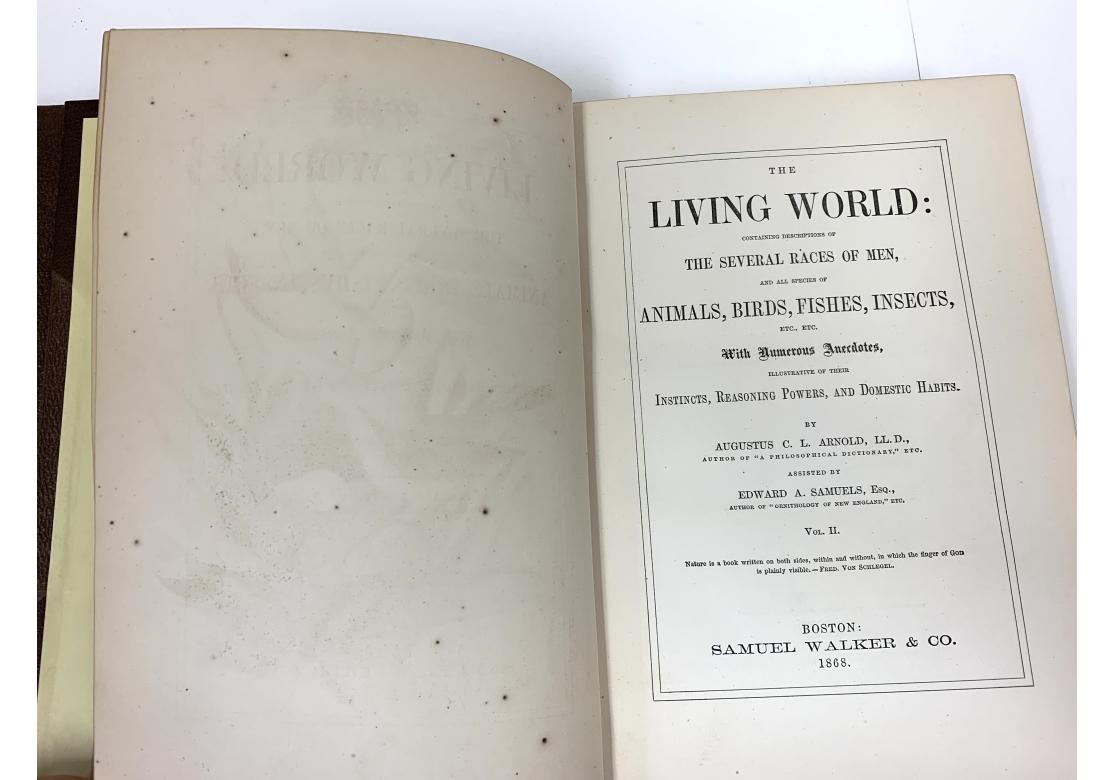 THE
LIVING WORLD:
CONTAINING DESCRIPTIONS OF
THE SEVERAL RACES OF MEN,
AND ALL SPECIES OF
ANIMALS, BIRDS, FISHES, INSECTS,
ETC., ETC.
With Numerous Anecdotes,
ILLUSTRATIVE OF THEIR
INSTINCTS, REASONING POWERS, AND DOMESTIC HABITS.
BY
AUGUSTUS C. L. ARNOLD, LL.D.,
AUTHOR OF "A PHILOSOPHICAL DICTIONARY," ETC.
ASSISTED BY
EDWARD A. SAMUELS, ESQ.,
AUTHOR OF "ORNITHOLOGY OF NEW ENGLAND," ETC.
VOL. II.
Nature is a book written on both sides, within and without, in which the finger of GOD
is plainly visible. — FRED. VON SCHLEGEL.
BOSTON:
SAMUEL WALKER & CO.
1868.